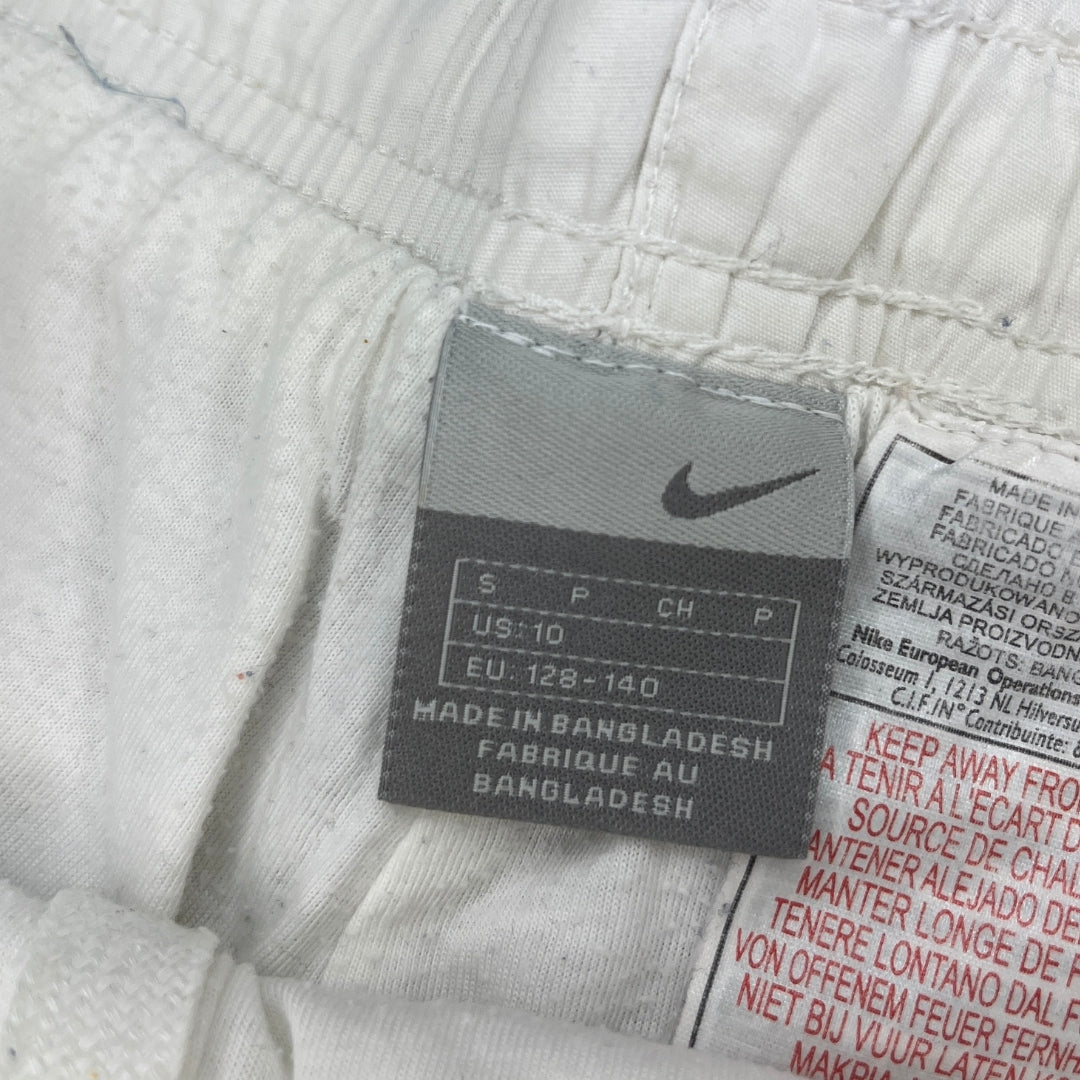 S P CH P
US: 10
EU: 128-140
MADE IN BANGLADESH
FABRIQUE AU
BANGLADESH
MADE IN
FABRIQUE
FABRICADO
FABRICADO
СДЕЛАНО В
WYPRODUKOWANO
SZÁRMAZÁSI
ZEMLJA PROIZVODN
RAŽOTS: BANG
Nike European Operations
Colosseum 1 1213 NL Hilversu
C.I.F./N° Contribuinte:
KEEP AWAY FRO
A TENIR A L'ECART D
SOURCE DE CHAL
ANTENER ALEJADO DE
MANTER LONGE DE F
TENERE LONTANO DAL F
VON OFFENEM FEUER FERNH
NIET BIJ VUUR LATEN